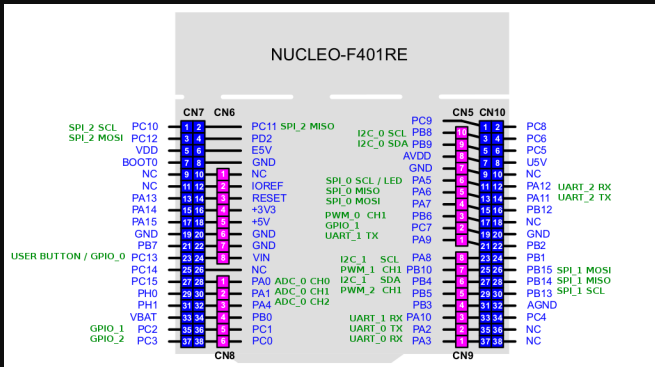 NUCLEO-F401RE
CN7 CN6 CN5 CN10
SPI_2 SCL PC10 1 2 PC11 SPI_2 MISO
SPI_2 MOSI PC12 3 4 PD2
VDD 5 6 E5V
BOOT0 7 8 GND
NC 9 10 1 NC
NC 11 12 2 IOREF
PA13 13 14 3 RESET
PA14 15 16 4 +3V3
PA15 17 18 5 +5V
GND 19 20 6 GND
PB7 21 22 7 GND
USER BUTTON / GPIO_0 PC13 23 24 8 VIN
PC14 25 26 NC
PC15 27 28 1 PA0 ADC_0 CH0
PH0 29 30 2 PA1 ADC_0 CH1
PH1 31 32 3 PA4 ADC_0 CH2
VBAT 33 34 4 PB0
GPIO_1 PC2 35 36 5 PC1
GPIO_2 PC3 37 38 6 PC0
CN8
PC9 1 2 PC8
I2C_0 SCL PB8 10 3 4 PC6
I2C_0 SDA PB9 9 5 6 PC5
AVDD 8 7 8 U5V
GND 7 9 10 NC
SPI_0 SCL / LED PA5 6 11 12 PA12 UART_2 RX
SPI_0 MISO PA6 5 13 14 PA11 UART_2 TX
SPI_0 MOSI PA7 4 15 16 PB12
PWM_0 CH1 PB6 3 17 18 NC
GPIO_1 PC7 2 19 20 GND
UART_1 TX PA9 1 21 22 PB2
I2C_1 SCL PA8 8 23 24 PB1
PWM_1 CH1 PB10 7 25 26 PB15 SPI_1 MOSI
I2C_1 SDA PB4 6 27 28 PB14 SPI_1 MISO
PWM_2 CH1 PB5 5 29 30 PB13 SPI_1 SCL
PB3 4 31 32 AGND
UART_1 RX PA10 3 33 34 PC4
UART_0 TX PA2 2 35 36 NC
UART_0 RX PA3 1 37 38 NC
CN9